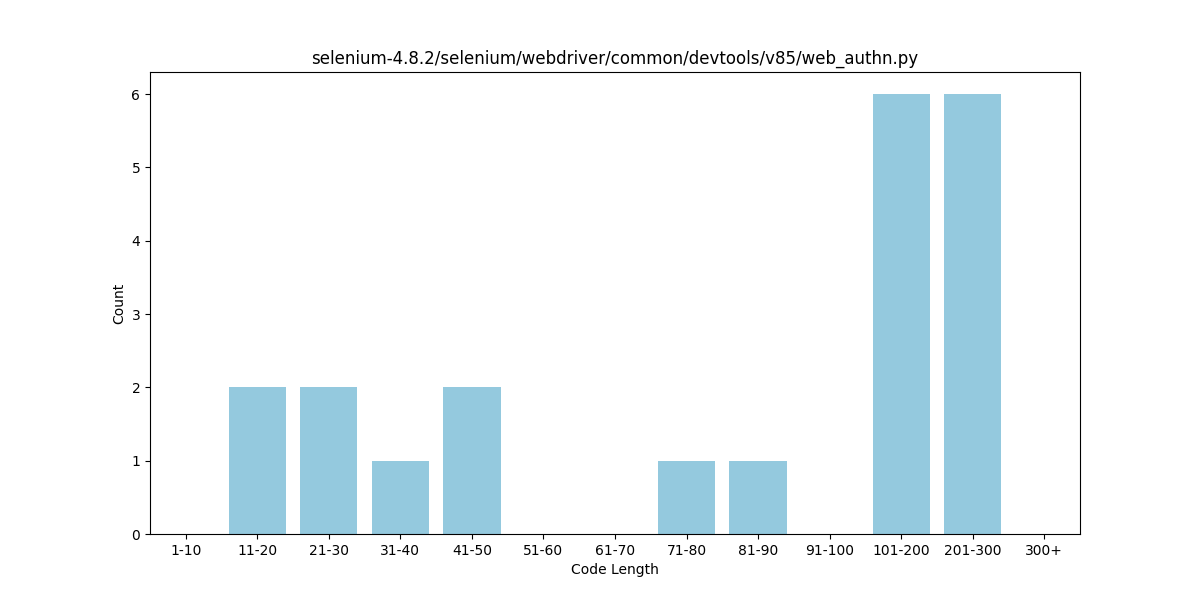 selenium-4.8.2/selenium/webdriver/common/devtools/v85/web_authn.py
6
5
4
3
2
1
0
Count
1-10 11-20 21-30 31-40 41-50 51-60 61-70 71-80 81-90 91-100 101-200 201-300 300+
Code Length